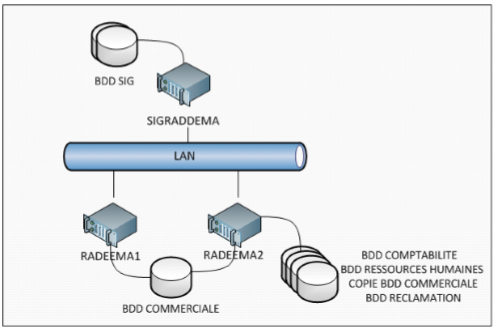 BDD SIG
SIGRADDEMA
LAN
RADEEMA1
RADEEMA2
BDD COMMERCIALE
BDD COMPTABILITE
BDD RESSOURCES HUMAINES
COPIE BDD COMMERCIALE
BDD RECLAMATION